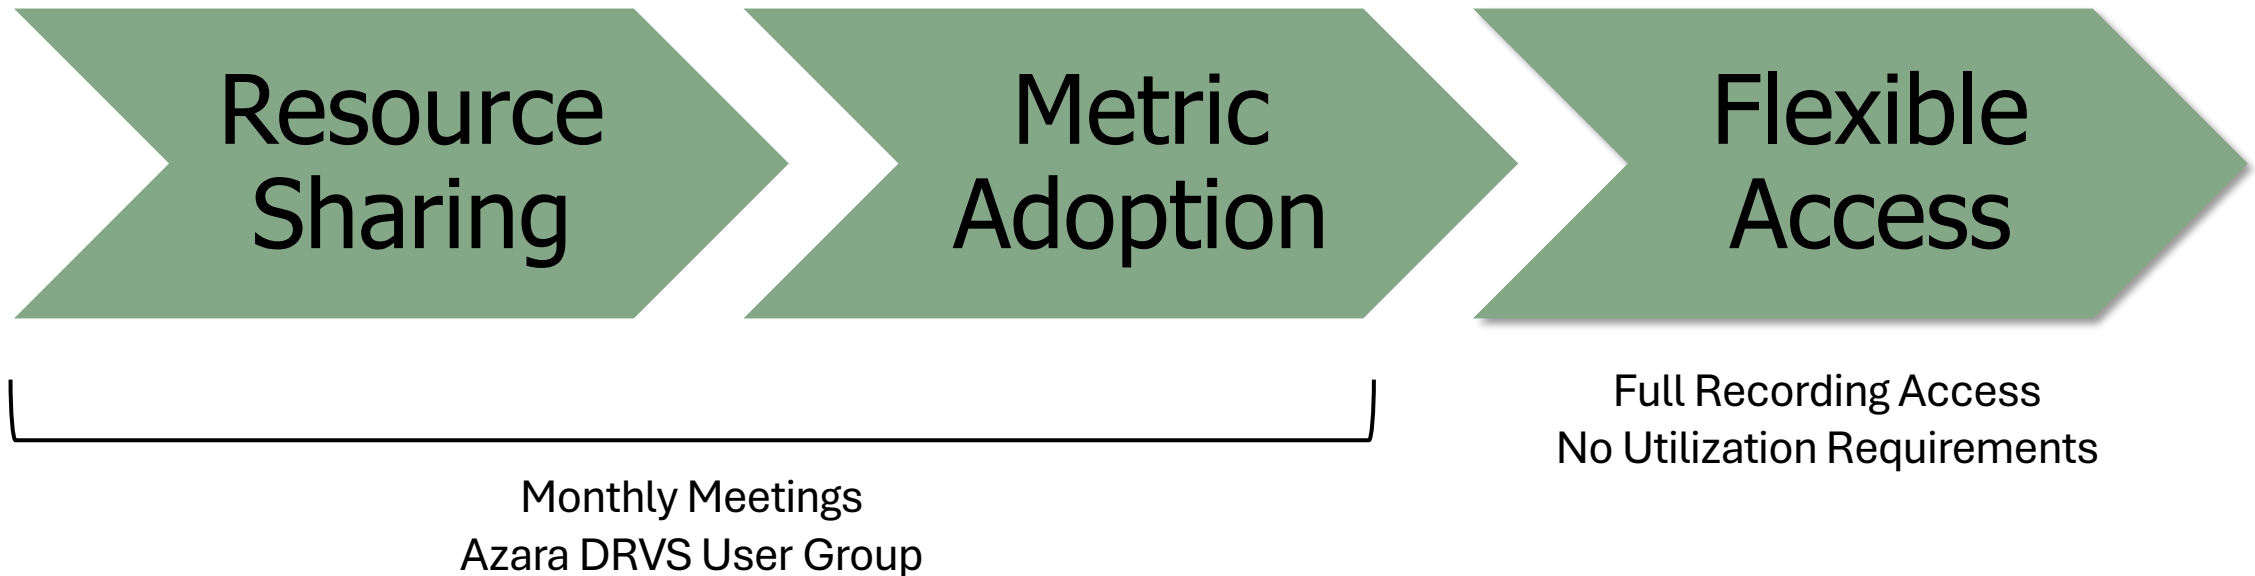 Resource
Sharing
Metric
Adoption
Flexible
Access
Full Recording Access
No Utilization Requirements
Monthly Meetings
Azara DRVS User Group